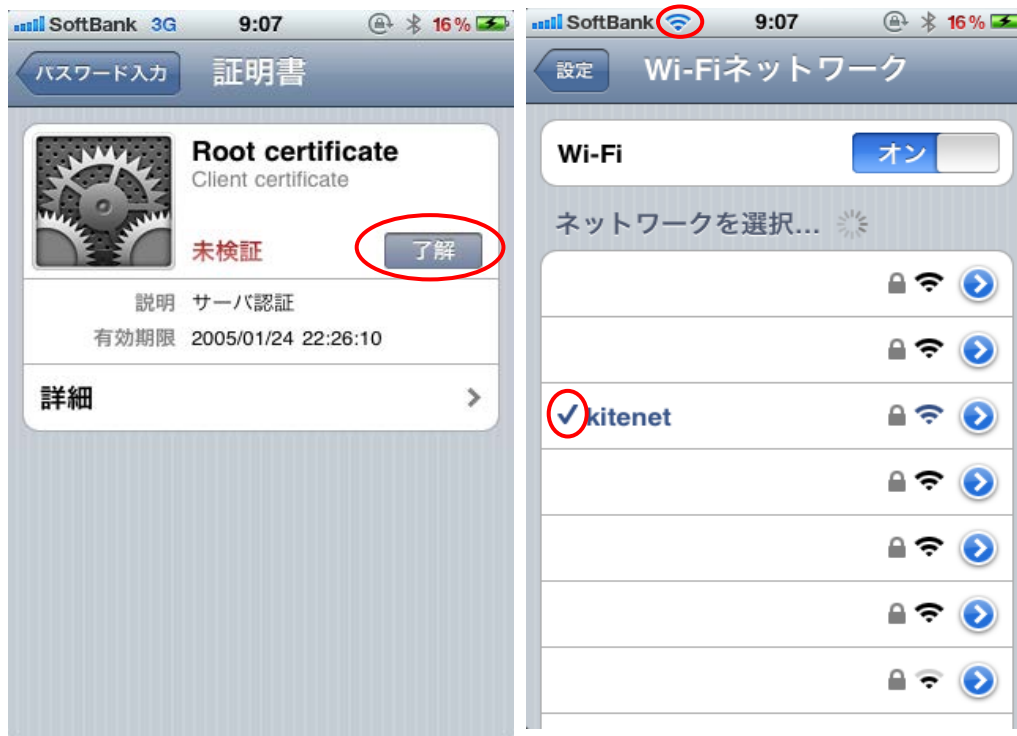 SoftBank 3G 9:07 16%
パスワード入力 証明書
Root certificate
Client certificate
未検証 了解
説明 サーバ認証
有効期限 2005/01/24 22:26:10
詳細
SoftBank 9:07 16%
設定 Wi-Fiネットワーク
Wi-Fi オン
ネットワークを選択...
kitenet